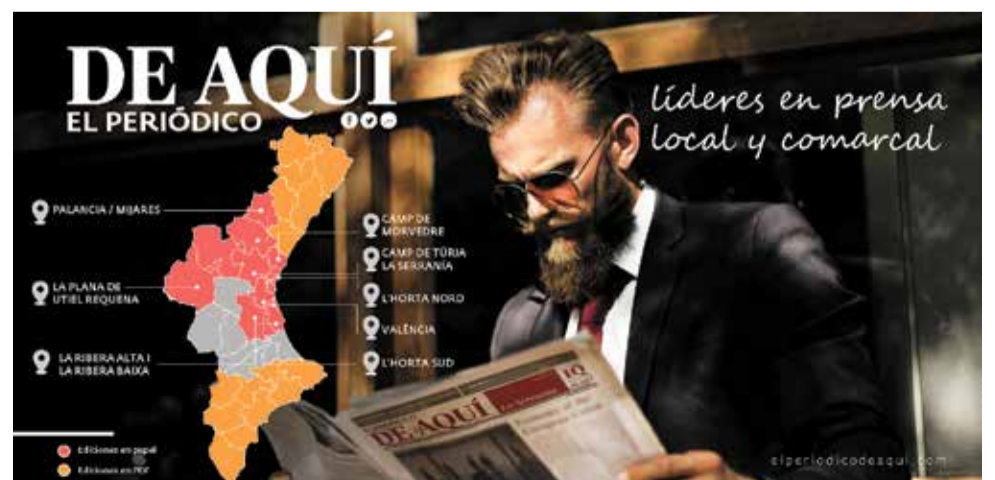 DE AQUÍ
EL PERIÓDICO
líderes en prensa
local y comarcal
PALANCIA / MIJARES
CAMP DE
MORVEDRE
CAMP DE TÚRIA
LA SERRANÍA
LA PLANA DE
UTIEL REQUENA
L'HORTA NORD
VALÈNCIA
LA RIBERA ALTA I
LA RIBERA BAIXA
L'HORTA SUD
Ediciones en papel
Ediciones en PDF
DE AQUÍ
elperiodicodeaqui.com